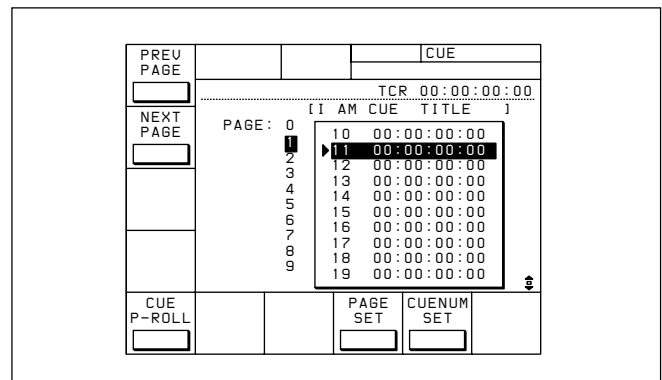 PREV
PAGE
CUE
TCR 00:00:00:00
NEXT
PAGE
[I AM CUE TITLE ]
PAGE: 0
1
2
3
4
5
6
7
8
9
10 00:00:00:00
11 00:00:00:00
12 00:00:00:00
13 00:00:00:00
14 00:00:00:00
15 00:00:00:00
16 00:00:00:00
17 00:00:00:00
18 00:00:00:00
19 00:00:00:00
CUE
P-ROLL
PAGE
SET
CUENUM
SET